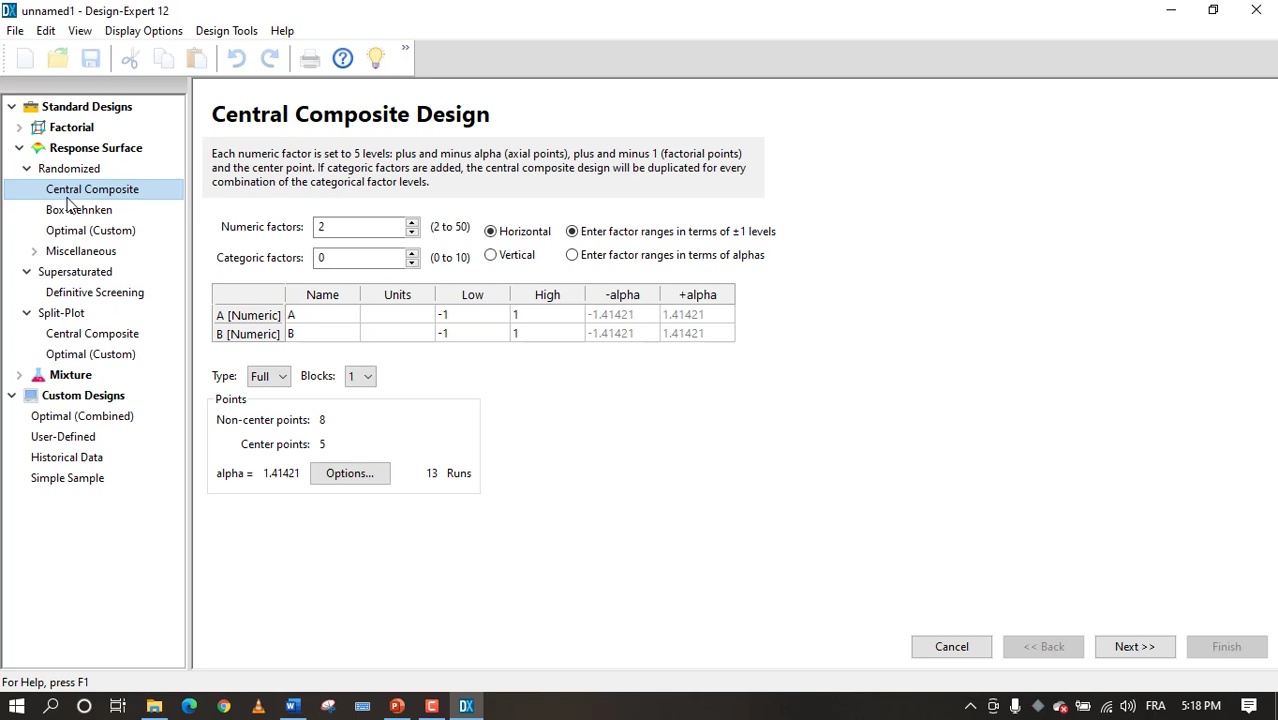 unnamed1 - Design-Expert 12
File Edit View Display Options Design Tools Help
»
Standard Designs
Factorial
Response Surface
Randomized
Central Composite
Optimal (Custom)
Miscellaneous
Supersaturated
Definitive Screening
Split-Plot
Central Composite
Optimal (Custom)
Mixture
Custom Designs
Optimal (Combined)
User-Defined
Historical Data
Simple Sample
Central Composite Design
Each numeric factor is set to 5 levels: plus and minus alpha (axial points), plus and minus 1 (factorial points)
and the center point. If categoric factors are added, the central composite design will be duplicated for every
combination of the categorical factor levels.
Numeric factors: 2 (2 to 50) Horizontal Enter factor ranges in terms of ±1 levels
Categoric factors: 0 (0 to 10) Vertical Enter factor ranges in terms of alphas
Name Units Low High -alpha +alpha
A [Numeric] A -1 1 -1.41421 1.41421
B [Numeric] B -1 1 -1.41421 1.41421
Type: Full Blocks: 1
Points
Non-center points: 8
Center points: 5
alpha = 1.41421 Options... 13 Runs
Cancel << Back Next >> Finish
For Help, press F1
FRA 5:18 PM